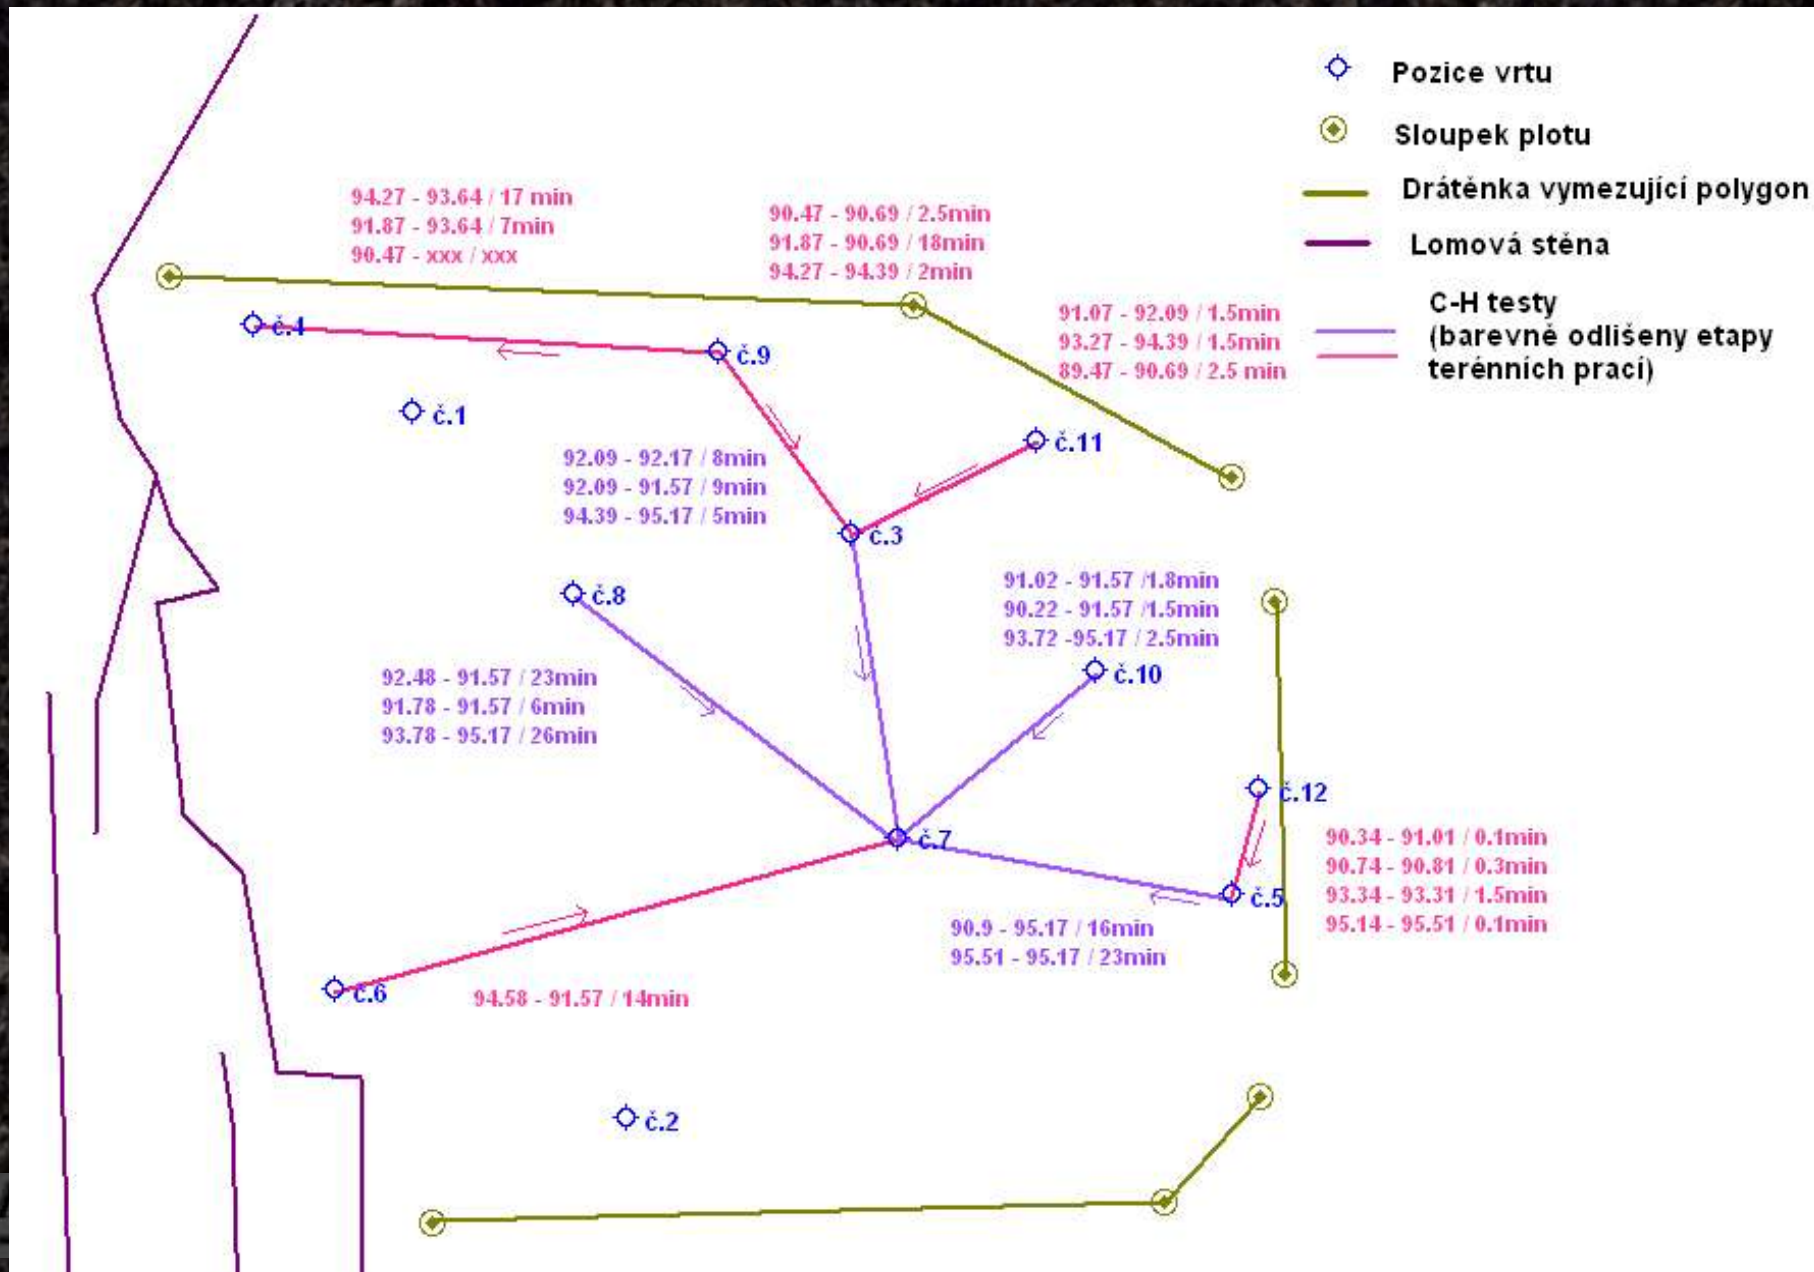 Pozice vrtu
Sloupek plotu
Drátěnka vymezující polygon
Lomová stěna
C-H testy
(barevně odlišeny etapy
terénních prací)
94.27 - 93.64 / 17 min
91.87 - 93.64 / 7min
90.47 - xxx / xxx
90.47 - 90.69 / 2.5min
91.87 - 90.69 / 18min
94.27 - 94.39 / 2min
91.07 - 92.09 / 1.5min
93.27 - 94.39 / 1.5min
89.47 - 90.69 / 2.5 min
č.4
č.9
č.1
č.11
92.09 - 92.17 / 8min
92.09 - 91.57 / 9min
94.39 - 95.17 / 5min
č.3
č.8
91.02 - 91.57 /1.8min
90.22 - 91.57 /1.5min
93.72 -95.17 / 2.5min
č.10
92.48 - 91.57 / 23min
91.78 - 91.57 / 6min
93.78 - 95.17 / 26min
č.12
č.7
90.34 - 91.01 / 0.1min
90.74 - 90.81 / 0.3min
93.34 - 93.31 / 1.5min
95.14 - 95.51 / 0.1min
č.5
90.9 - 95.17 / 16min
95.51 - 95.17 / 23min
č.6
94.58 - 91.57 / 14min
č.2